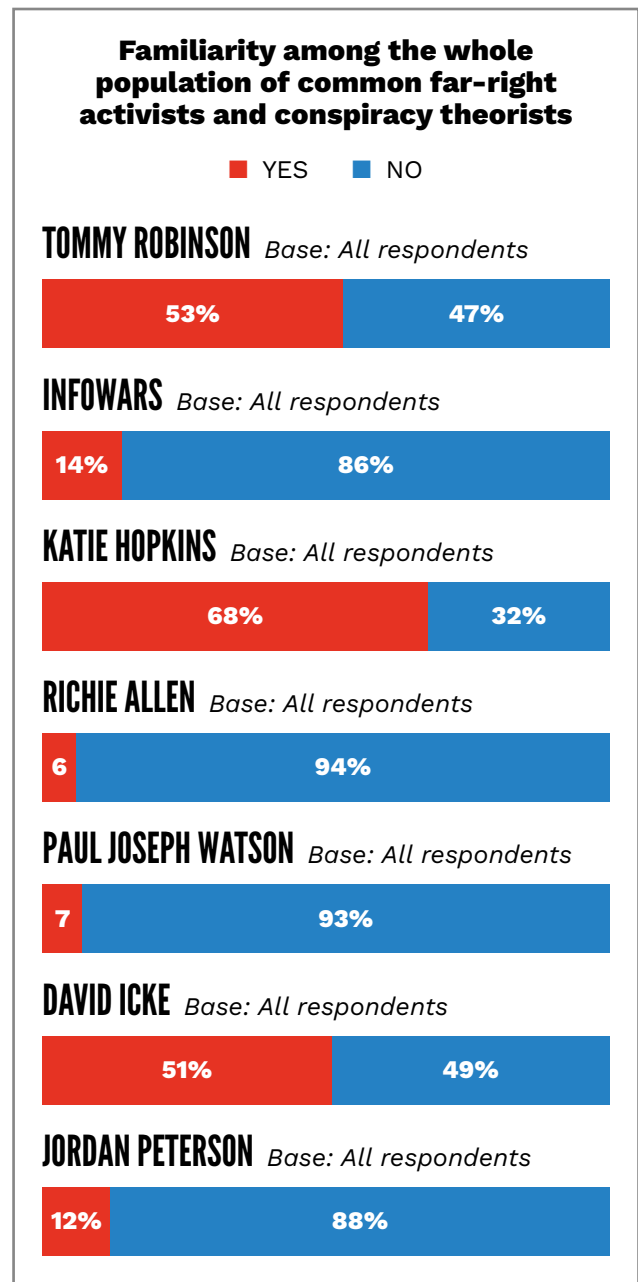 Familiarity among the whole
population of common far-right
activists and conspiracy theorists
YES NO
TOMMY ROBINSON Base: All respondents
53% 47%
INFOWARS Base: All respondents
14% 86%
KATIE HOPKINS Base: All respondents
68% 32%
RICHIE ALLEN Base: All respondents
6 94%
PAUL JOSEPH WATSON Base: All respondents
7 93%
DAVID ICKE Base: All respondents
51% 49%
JORDAN PETERSON Base: All respondents
12% 88%